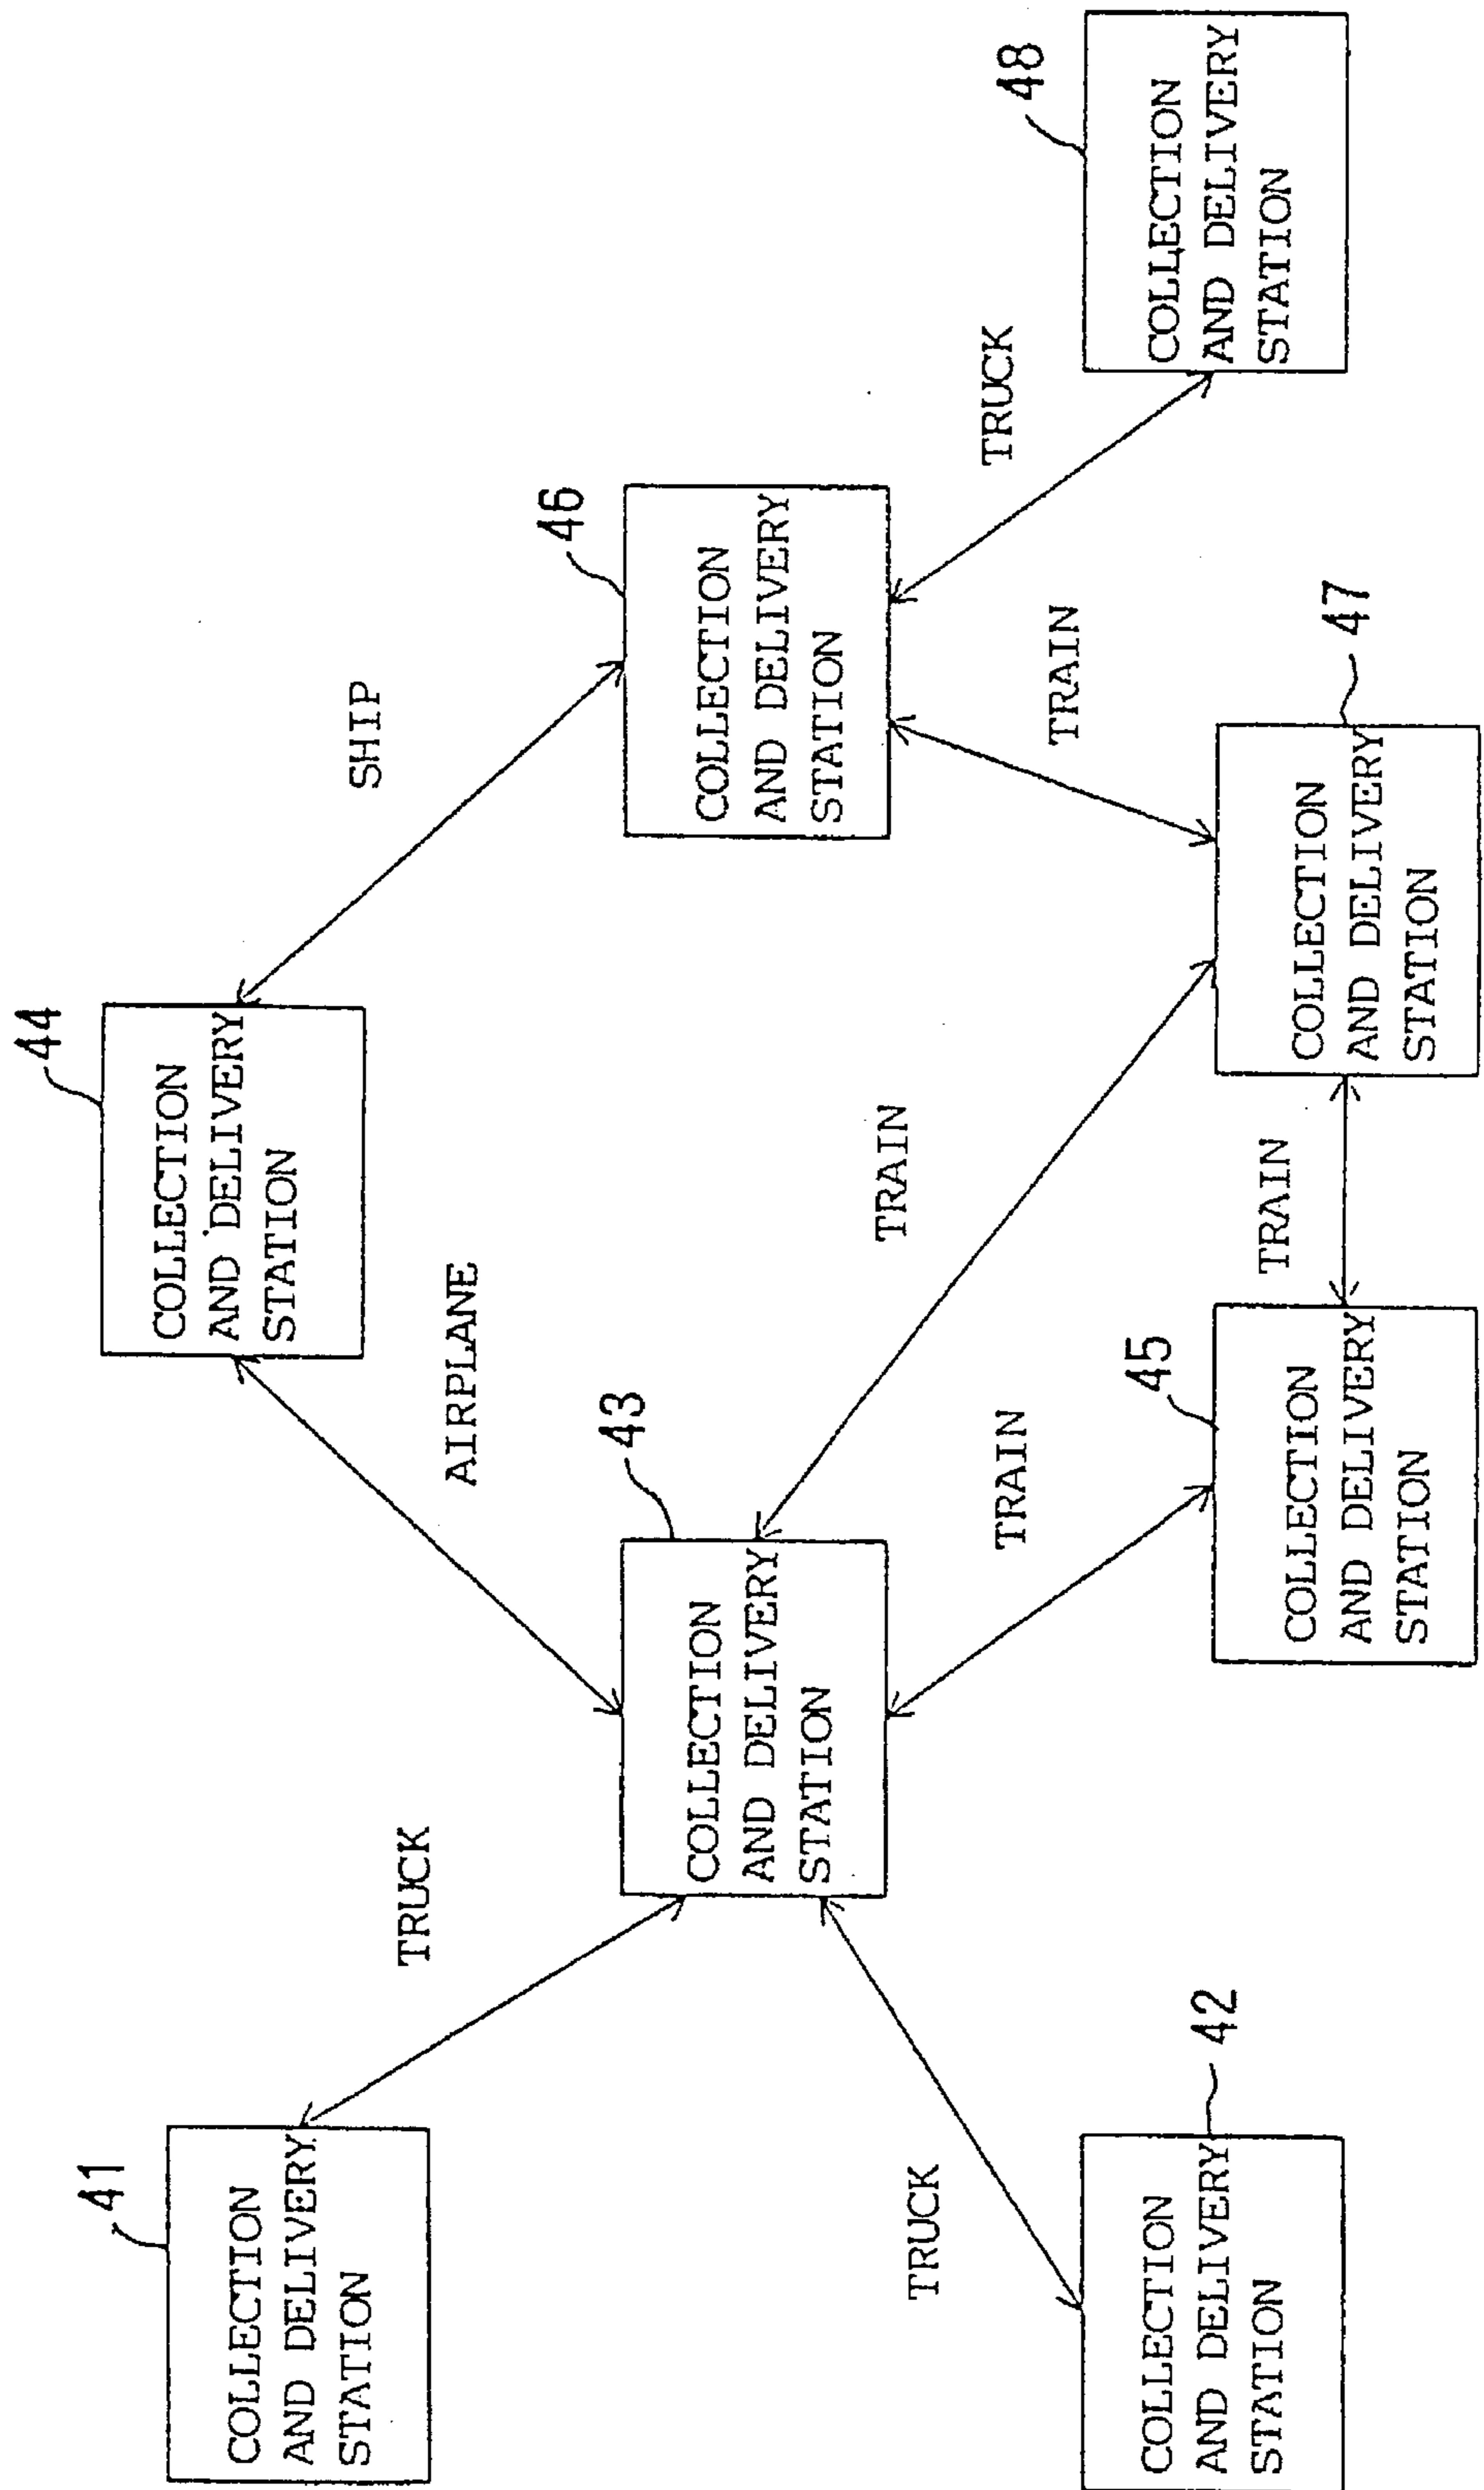 41
COLLECTION
AND DELIVERY
STATION
TRUCK
42
COLLECTION
AND DELIVERY
STATION
TRUCK
43
COLLECTION
AND DELIVERY
STATION
AIRPLANE
44
COLLECTION
AND DELIVERY
STATION
TRAIN
45
COLLECTION
AND DELIVERY
STATION
TRAIN
TRAIN
SHIP
46
COLLECTION
AND DELIVERY
STATION
TRAIN
47
COLLECTION
AND DELIVERY
STATION
TRUCK
48
COLLECTION
AND DELIVERY
STATION